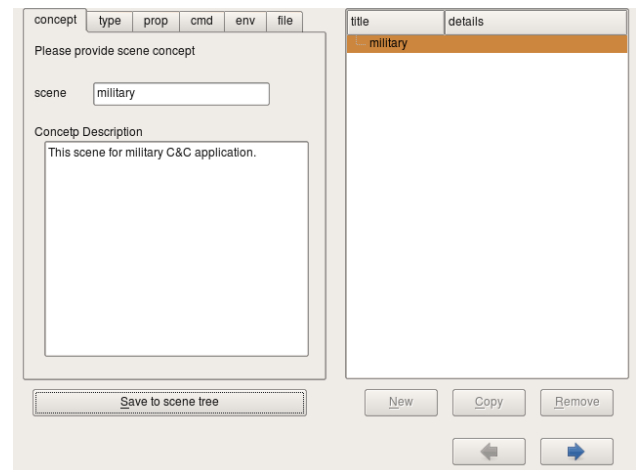 concept type prop cmd env file
Please provide scene concept
scene military
Concetp Description
This scene for military C&C application.
Save to scene tree
title details
military
New Copy Remove